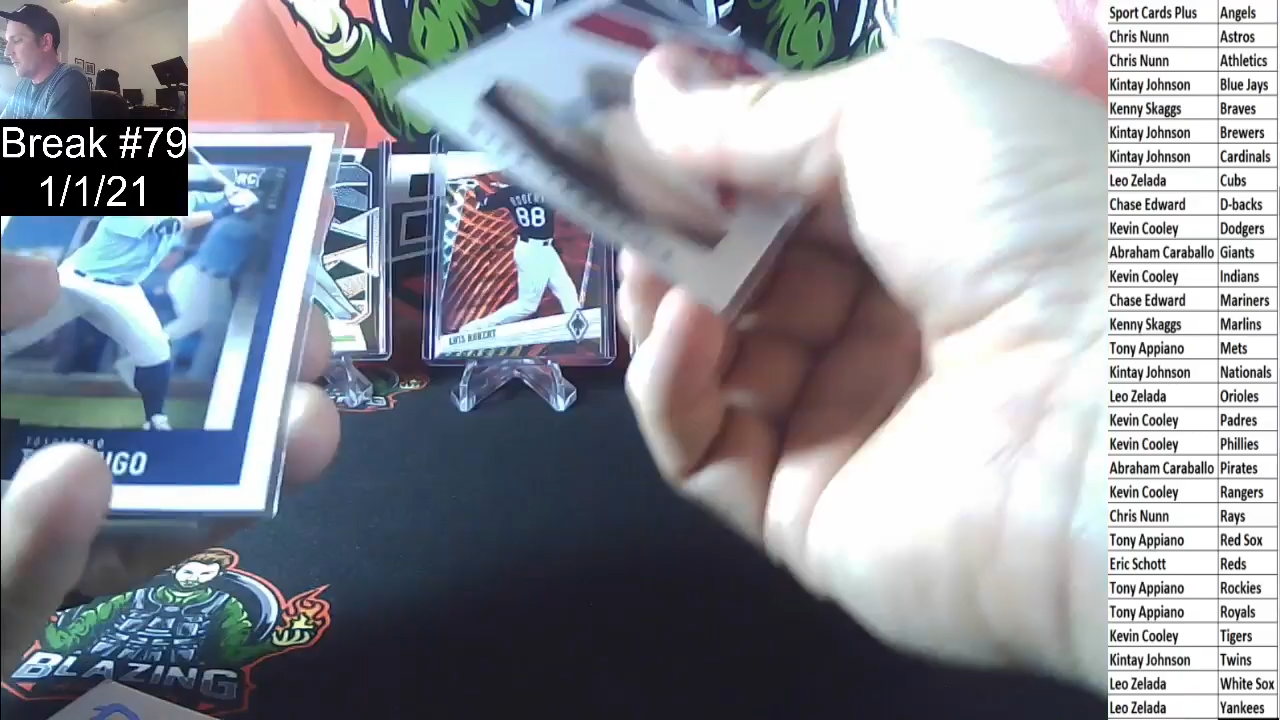 Break #79
1/1/21
RC
ROBERT
88
LUIS ROBERT
BLAZING
Sport Cards Plus Angels
Chris Nunn Astros
Chris Nunn Athletics
Kintay Johnson Blue Jays
Kenny Skaggs Braves
Kintay Johnson Brewers
Kintay Johnson Cardinals
Leo Zelada Cubs
Chase Edward D-backs
Kevin Cooley Dodgers
Abraham Caraballo Giants
Kevin Cooley Indians
Chase Edward Mariners
Kenny Skaggs Marlins
Tony Appiano Mets
Kintay Johnson Nationals
Leo Zelada Orioles
Kevin Cooley Padres
Kevin Cooley Phillies
Abraham Caraballo Pirates
Kevin Cooley Rangers
Chris Nunn Rays
Tony Appiano Red Sox
Eric Schott Reds
Tony Appiano Rockies
Tony Appiano Royals
Kevin Cooley Tigers
Kintay Johnson Twins
Leo Zelada White Sox
Leo Zelada Yankees